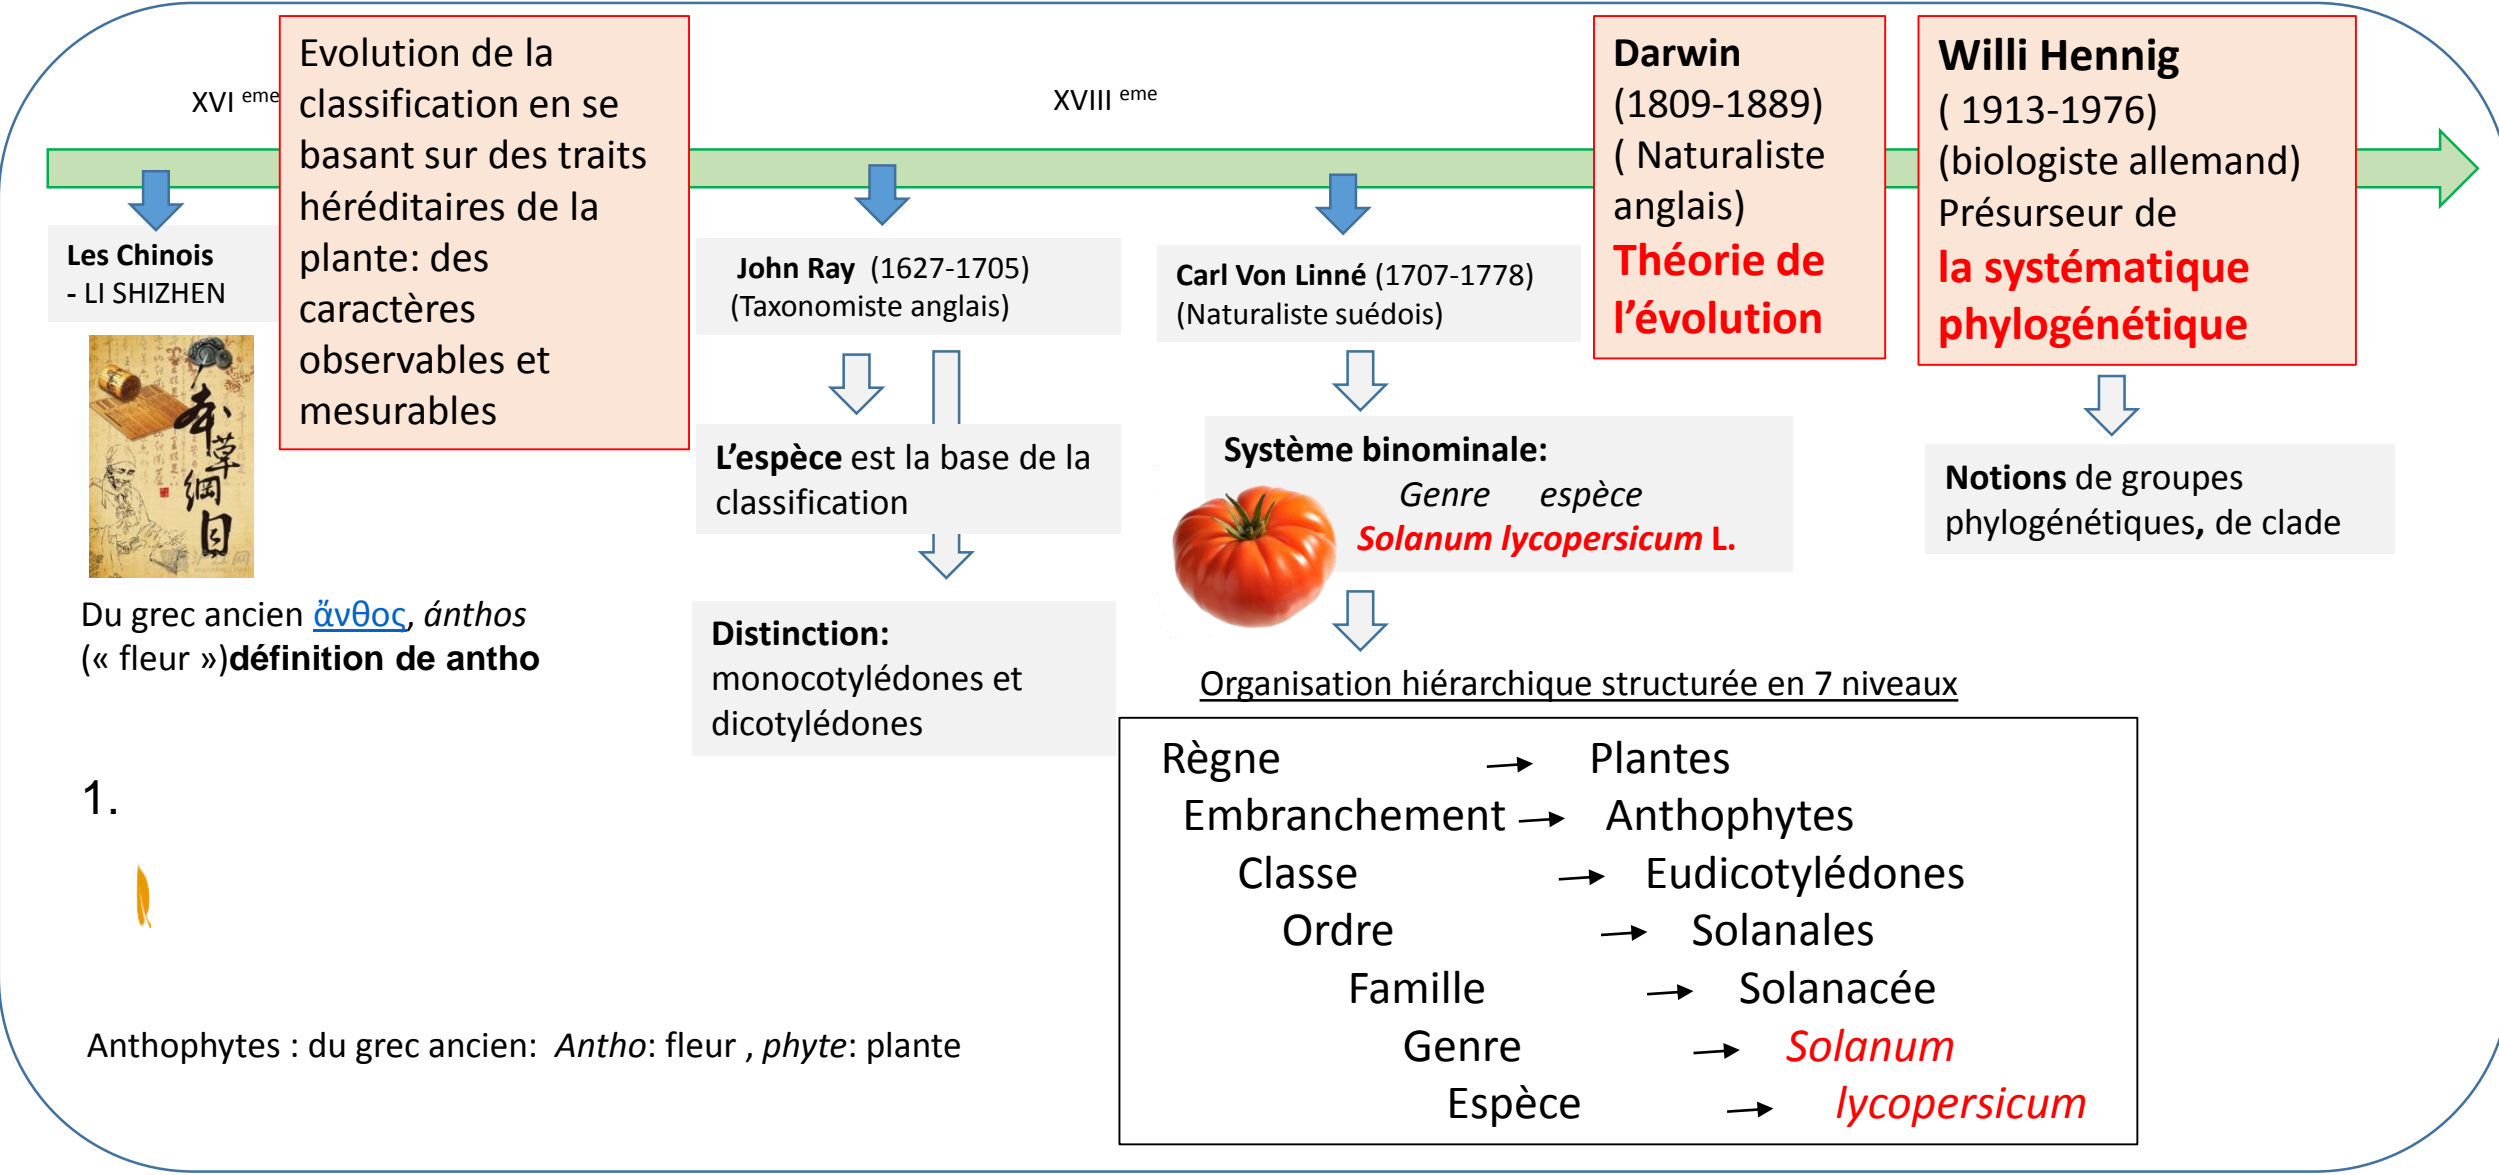 XVI eme
Evolution de la
classification en se
basant sur des traits
héréditaires de la
plante: des
caractères
observables et
mesurables
XVIII eme
Darwin
(1809-1889)
( Naturaliste
anglais)
Théorie de
l’évolution
Willi Hennig
( 1913-1976)
(biologiste allemand)
Présurseur de
la systématique
phylogénétique
Les Chinois
- LI SHIZHEN
John Ray (1627-1705)
(Taxonomiste anglais)
Carl Von Linné (1707-1778)
(Naturaliste suédois)
本草綱目
L’espèce est la base de la
classification
Système binominale:
Genre espèce
Solanum lycopersicum L.
Notions de groupes
phylogénétiques, de clade
Du grec ancien ἄνθος, ánthos
(« fleur »)définition de antho
Distinction:
monocotylédones et
dicotylédones
Organisation hiérarchique structurée en 7 niveaux
Règne → Plantes
Embranchement → Anthophytes
Classe → Eudicotylédones
Ordre → Solanales
Famille → Solanacée
Genre → Solanum
Espèce → lycopersicum
1.
Anthophytes : du grec ancien: Antho: fleur , phyte: plante